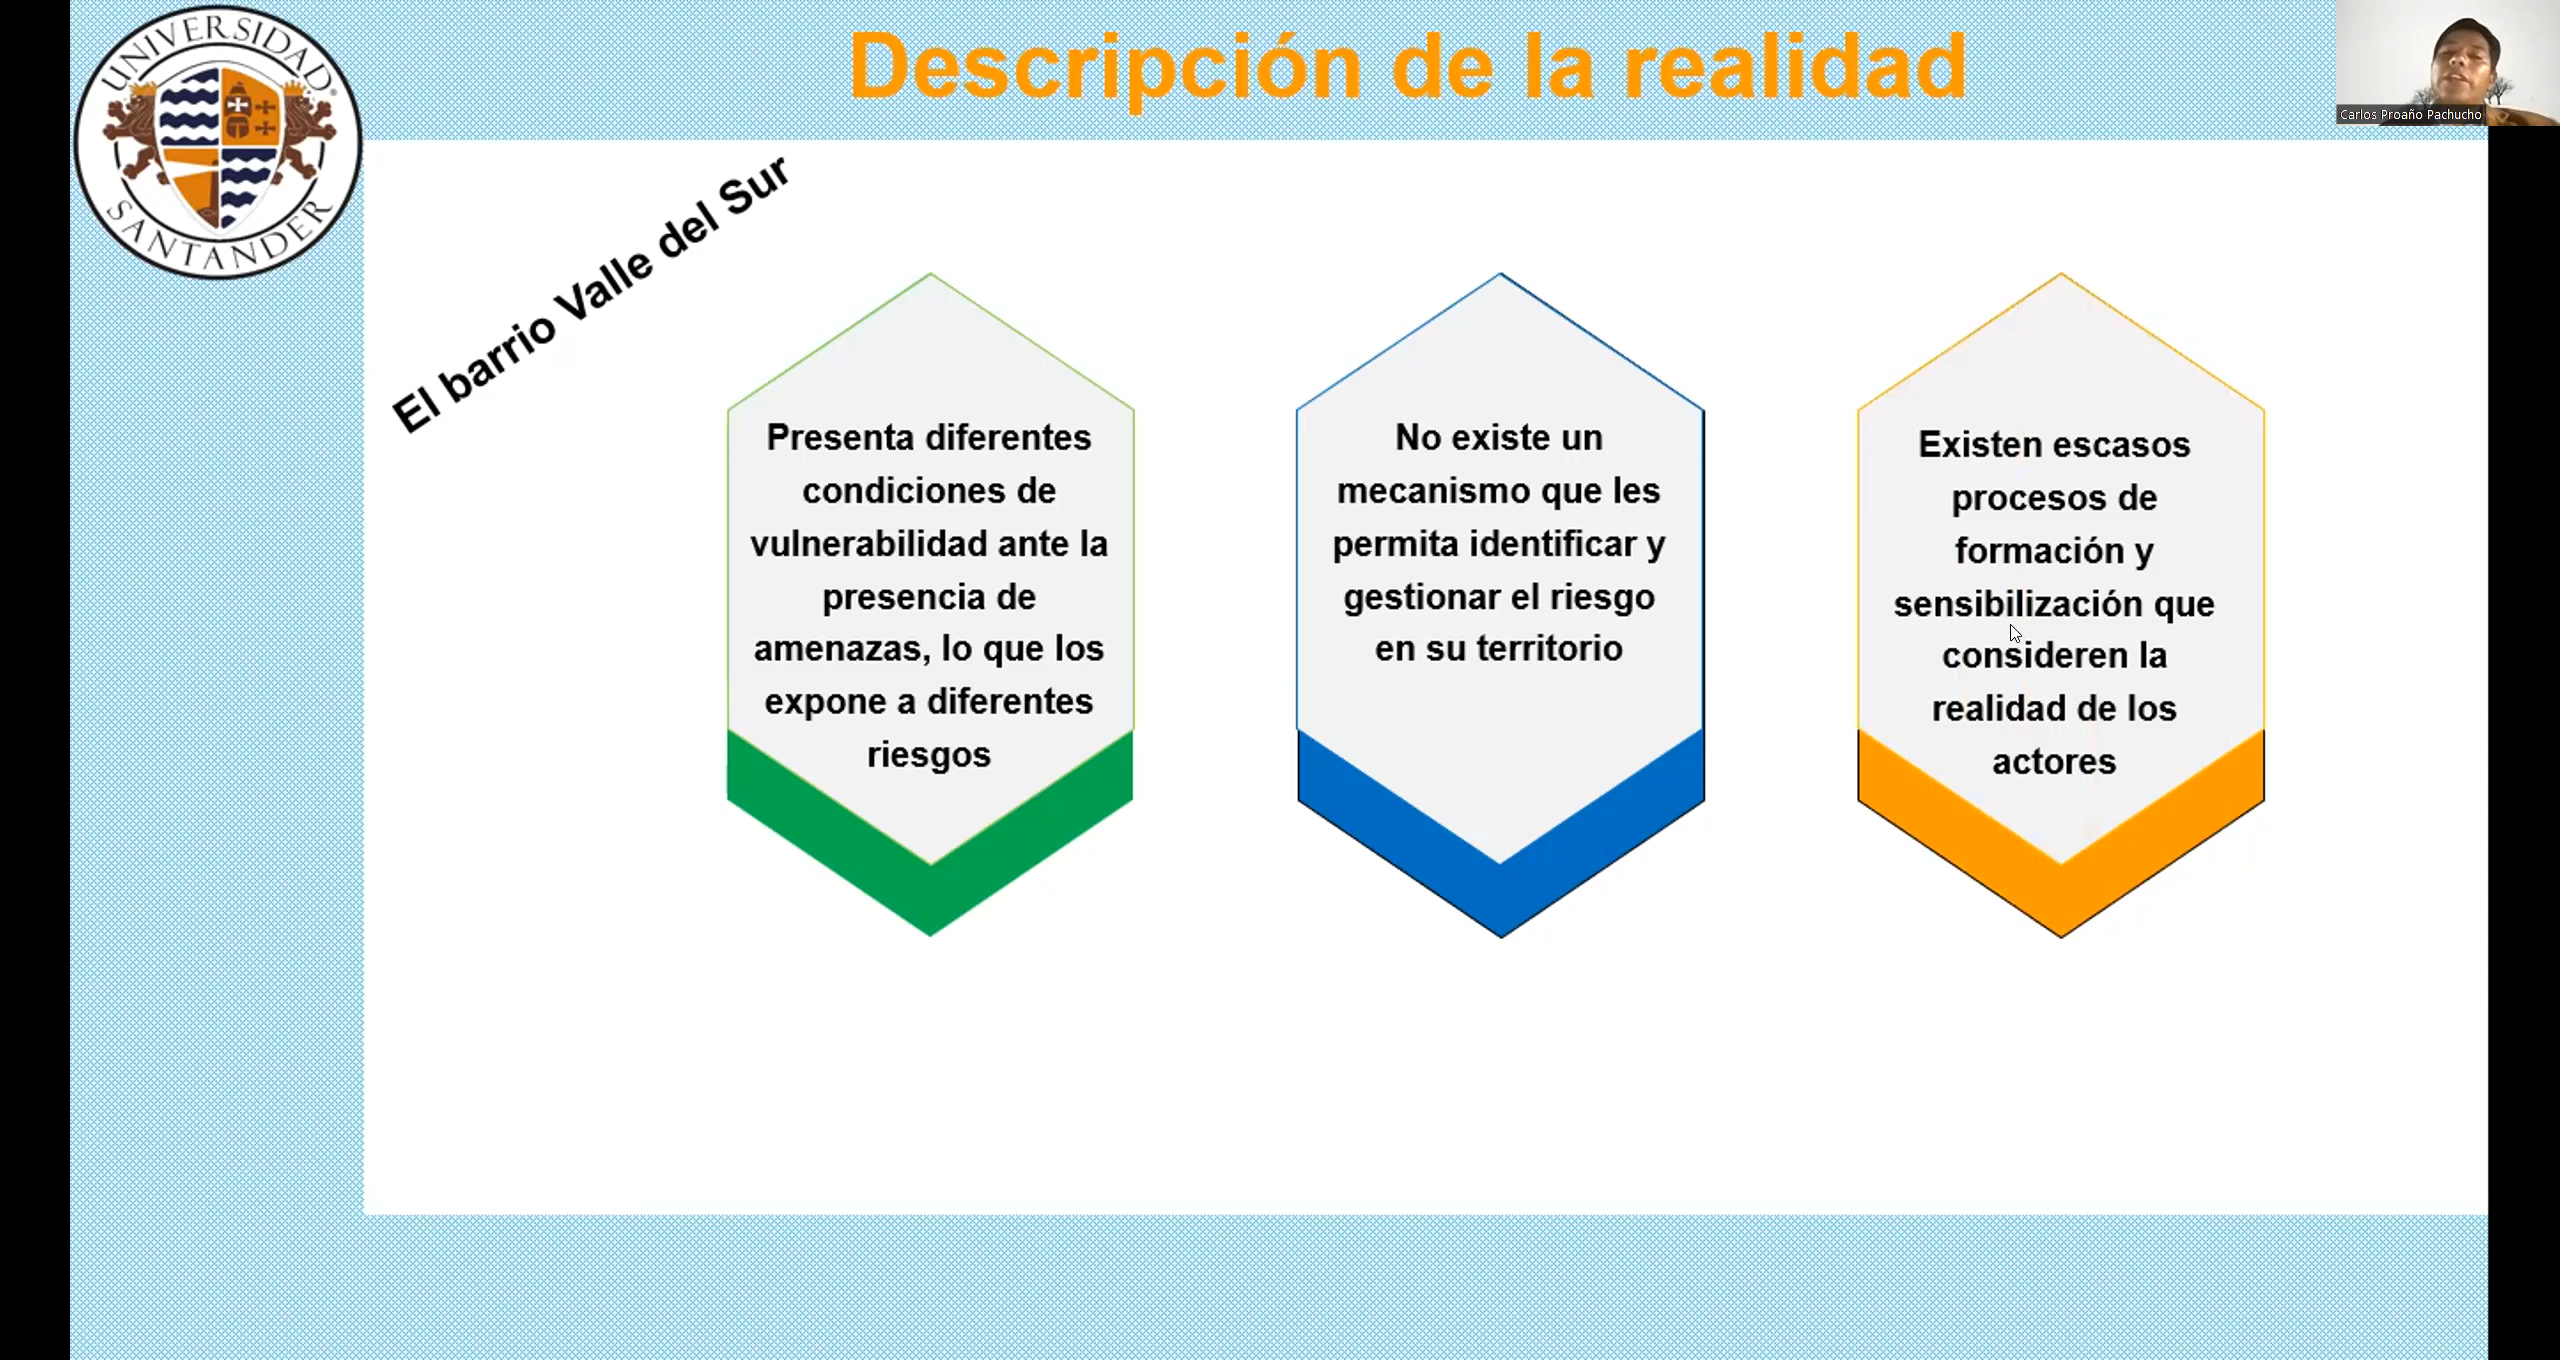 UNIVERSIDAD
SANTANDER
Descripción de la realidad
Carlos Proaño Pachucho
El barrio Valle del Sur
Presenta diferentes
condiciones de
vulnerabilidad ante la
presencia de
amenazas, lo que los
expone a diferentes
riesgos
No existe un
mecanismo que les
permita identificar y
gestionar el riesgo
en su territorio
Existen escasos
procesos de
formación y
sensibilización que
consideren la
realidad de los
actores